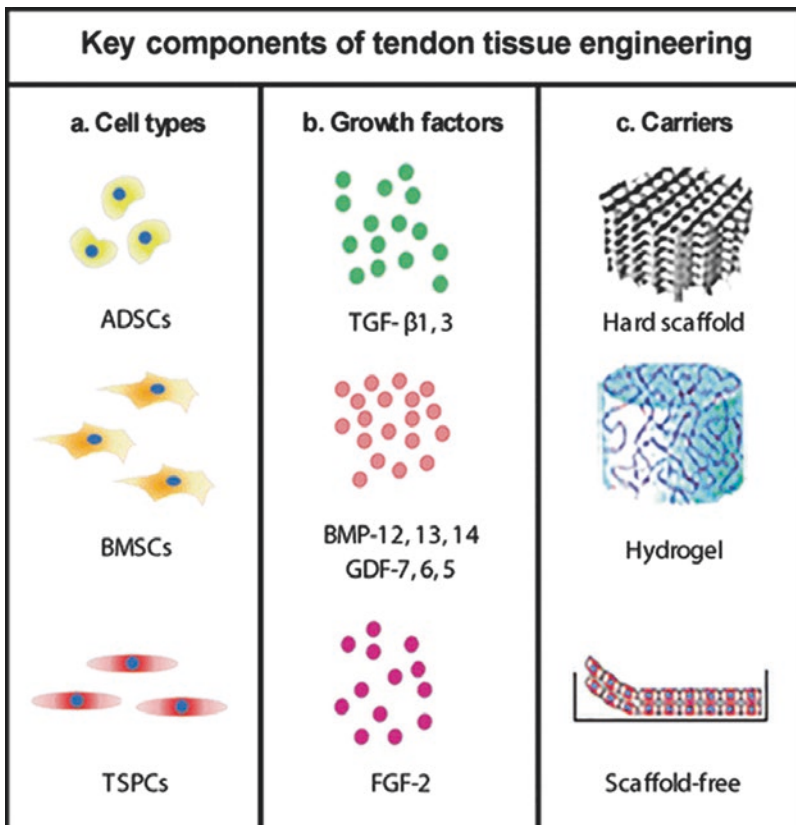 Key components of tendon tissue engineering
a. Cell types
ADSCs
BMSCs
TSPCs
b. Growth factors
TGF- β1, 3
BMP-12, 13, 14
GDF-7, 6, 5
FGF-2
c. Carriers
Hard scaffold
Hydrogel
Scaffold-free